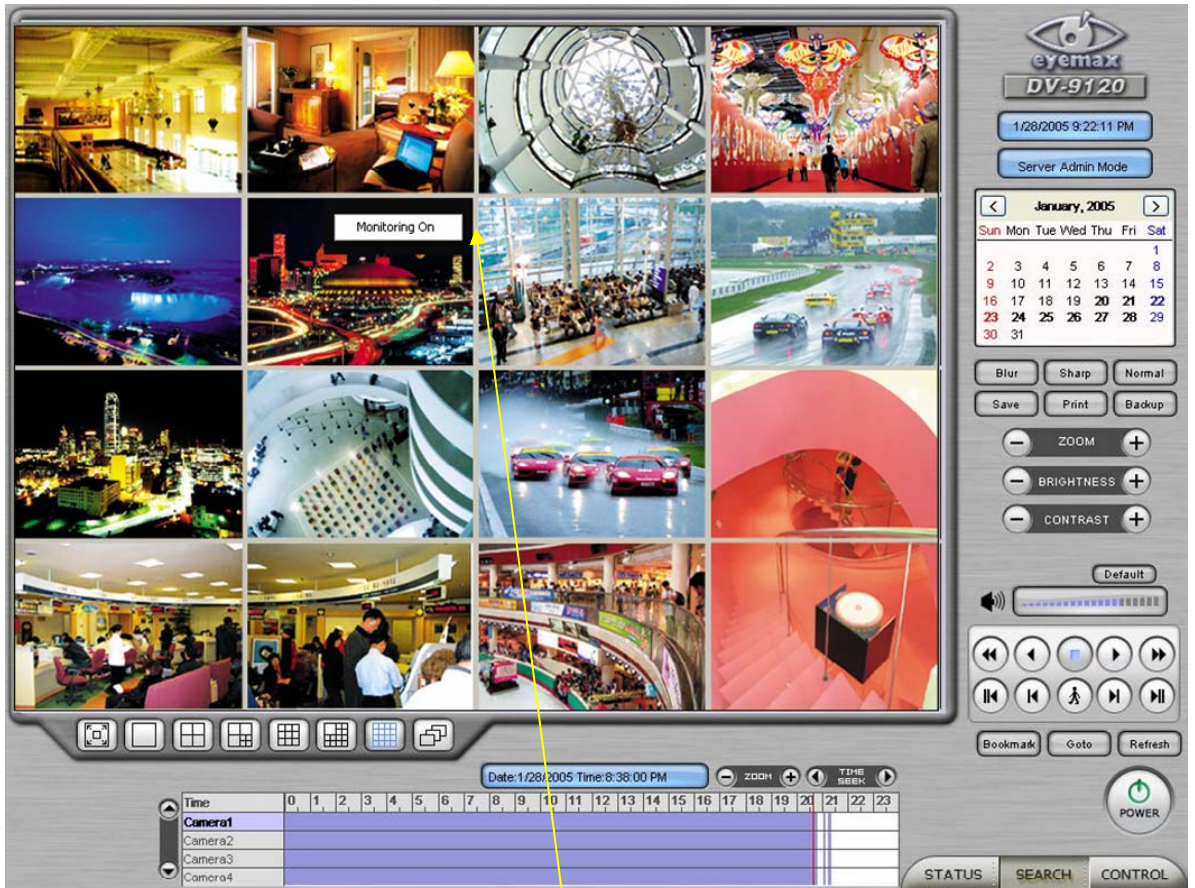 eyemax
DV-9120
1/28/2005 9:22:11 PM
Server Admin Mode
January, 2005
Sun Mon Tue Wed Thu Fri Sat
1
2 3 4 5 6 7 8
9 10 11 12 13 14 15
16 17 18 19 20 21 22
23 24 25 26 27 28 29
30 31
Monitoring On
Blur Sharp Normal
Save Print Backup
ZOOM
BRIGHTNESS
CONTRAST
Default
Bookmark Goto Refresh
Date:1/28/2005 Time:8:38:00 PM
ZOOM
TIME
SEEK
POWER
Time 0 1 2 3 4 5 6 7 8 9 10 11 12 13 14 15 16 17 18 19 20 21 22 23
Camera1
Camera2
Camera3
Camera4
STATUS SEARCH CONTROL